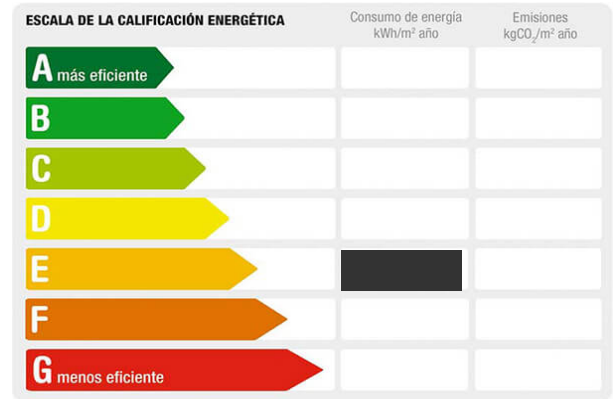 ESCALA DE LA CALIFICACIÓN ENERGÉTICA
Consumo de energía
kWh/m² año
Emisiones
kgCO₂/m² año
A más eficiente
B
C
D
E
F
G menos eficiente